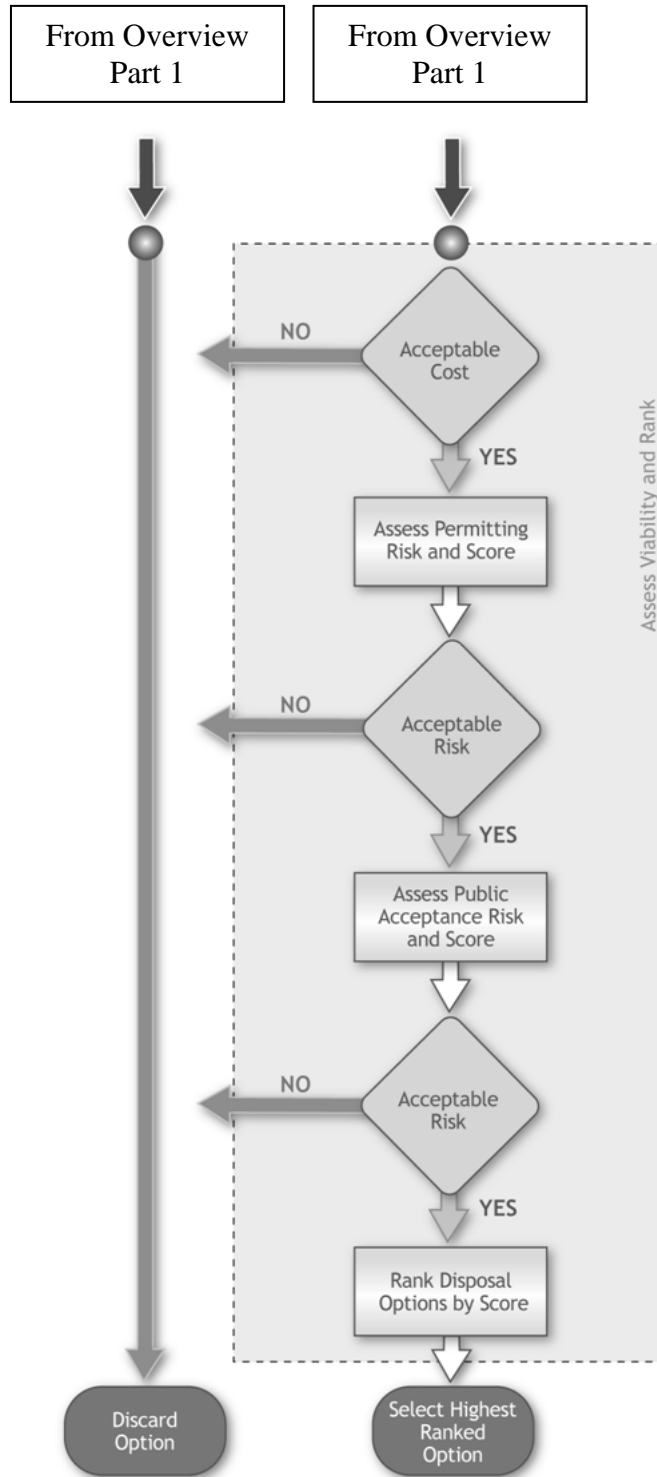 From Overview
Part 1
From Overview
Part 1
NO
Acceptable
Cost
YES
Assess Permitting
Risk and Score
Assess Viability and Rank
NO
Acceptable
Risk
YES
Assess Public
Acceptance Risk
and Score
NO
Acceptable
Risk
YES
Rank Disposal
Options by Score
Discard
Option
Select Highest
Ranked
Option